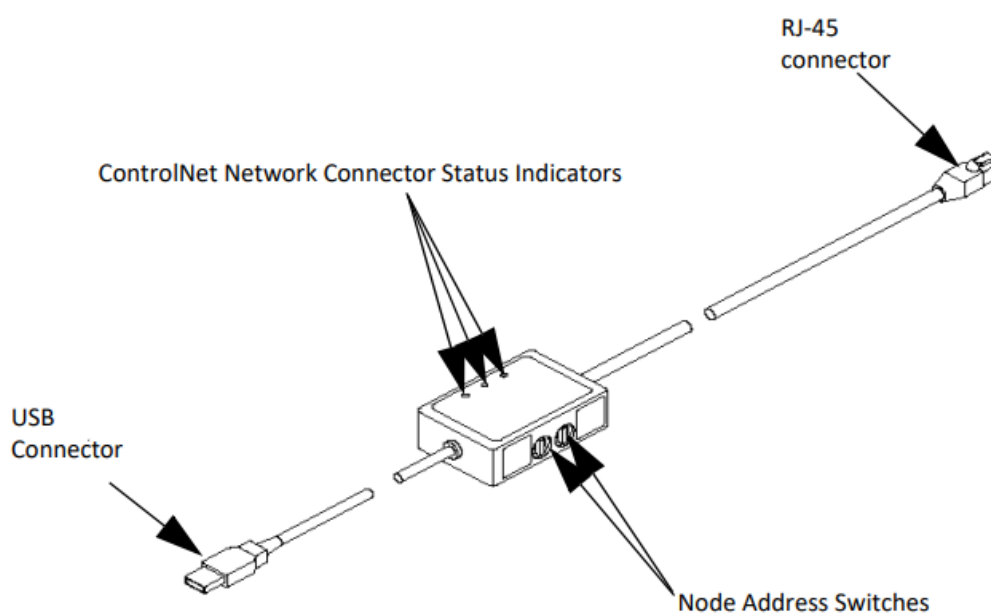 RJ-45
connector
ControlNet Network Connector Status Indicators
USB
Connector
Node Address Switches